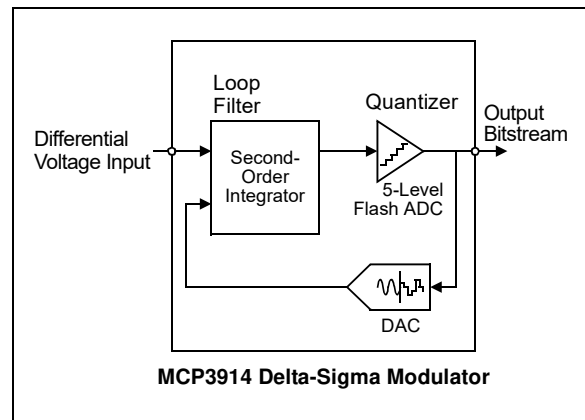 Loop
Filter
Quantizer
Differential
Voltage Input
Second-
Order
Integrator
Output
Bitstream
5-Level
Flash ADC
DAC
MCP3914 Delta-Sigma Modulator